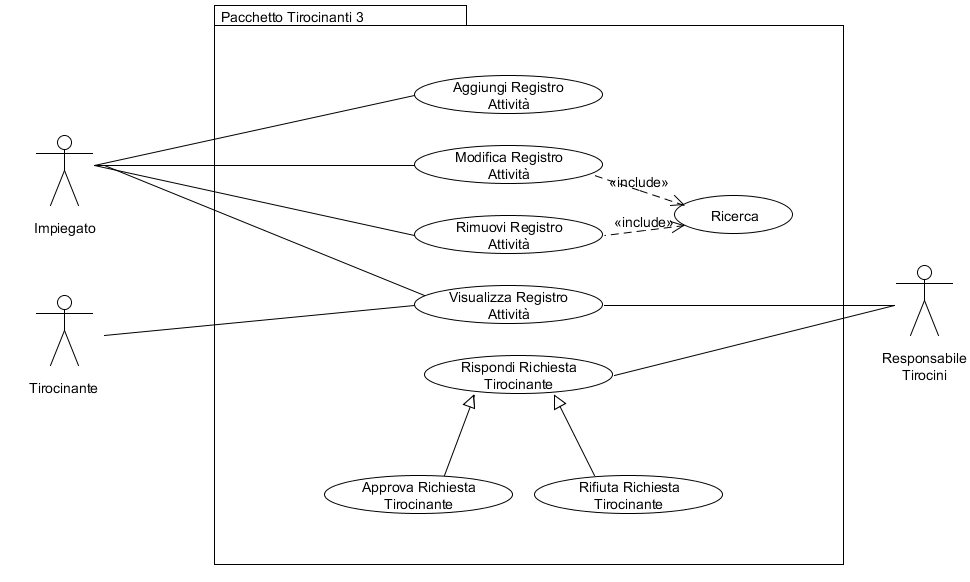 Pacchetto Tirocinanti 3
Aggiungi Registro
Attività
Modifica Registro
Attività
«include»
Ricerca
Impiegato
Rimuovi Registro
Attività
«include»
Visualizza Registro
Attività
Tirocinante
Responsabile
Tirocini
Rispondi Richiesta
Tirocinante
Approva Richiesta
Tirocinante
Rifiuta Richiesta
Tirocinante